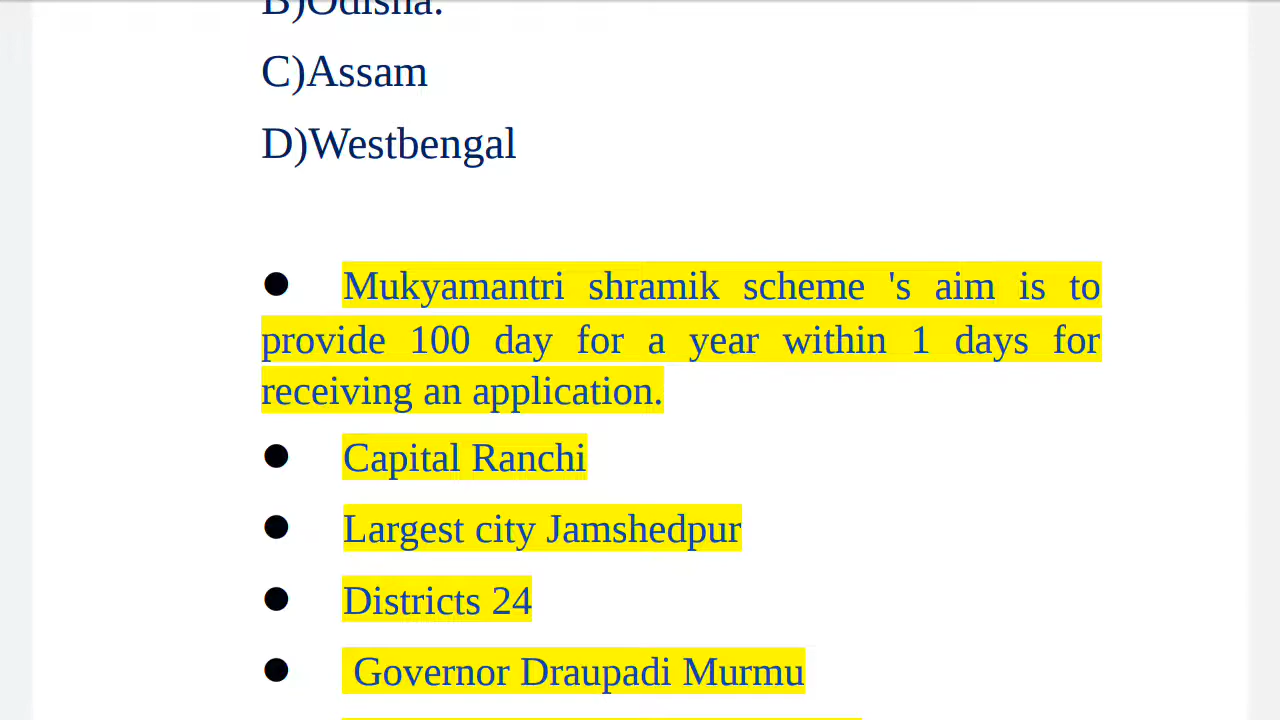 B)Odisha.
C)Assam
D)Westbengal
● Mukyamantri shramik scheme 's aim is to
provide 100 day for a year within 1 days for
receiving an application.
● Capital Ranchi
● Largest city Jamshedpur
● Districts 24
● Governor Draupadi Murmu